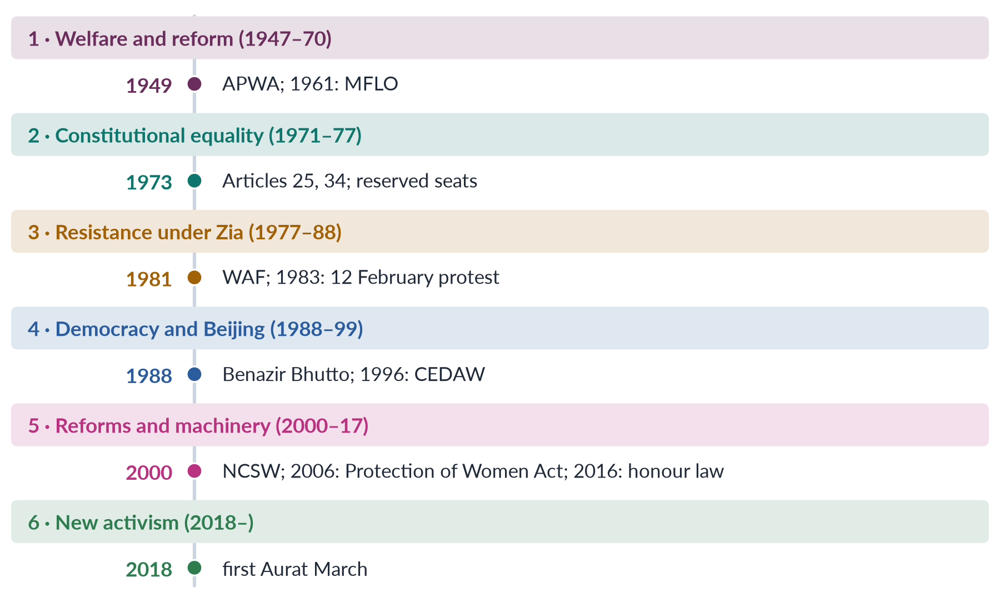 1 · Welfare and reform (1947–70)
1949 APWA; 1961: MFLO
2 · Constitutional equality (1971–77)
1973 Articles 25, 34; reserved seats
3 · Resistance under Zia (1977–88)
1981 WAF; 1983: 12 February protest
4 · Democracy and Beijing (1988–99)
1988 Benazir Bhutto; 1996: CEDAW
5 · Reforms and machinery (2000–17)
2000 NCSW; 2006: Protection of Women Act; 2016: honour law
6 · New activism (2018–)
2018 first Aurat March